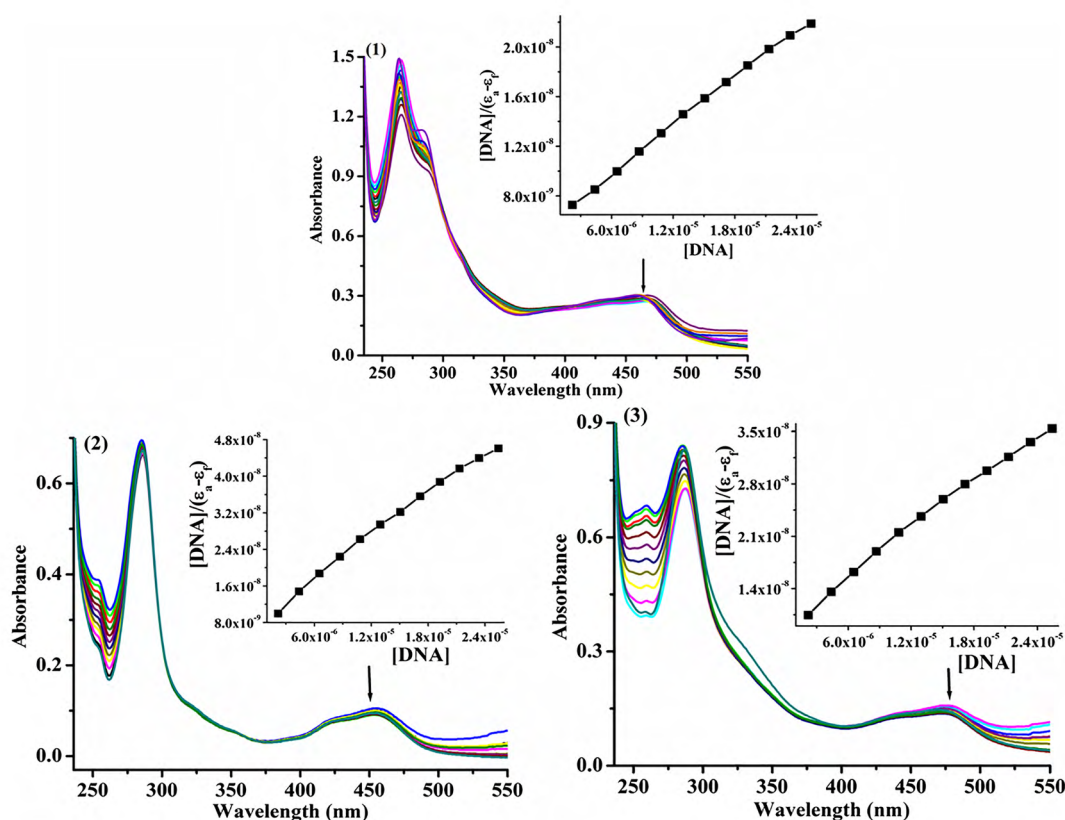 (1)
1.5
1.2
0.9
0.6
0.3
0.0
Absorbance
250 300 350 400 450 500 550
Wavelength (nm)
2.0x10⁻⁸
1.6x10⁻⁸
1.2x10⁻⁸
8.0x10⁻⁹
[DNA]/(εₐ-ε_f)
6.0x10⁻⁶ 1.2x10⁻⁵ 1.8x10⁻⁵ 2.4x10⁻⁵
[DNA]
(2)
0.6
0.4
0.2
0.0
Absorbance
250 300 350 400 450 500 550
Wavelength (nm)
4.8x10⁻⁸
4.0x10⁻⁸
3.2x10⁻⁸
2.4x10⁻⁸
1.6x10⁻⁸
8.0x10⁻⁹
[DNA]/(εₐ-ε_f)
6.0x10⁻⁶ 1.2x10⁻⁵ 1.8x10⁻⁵ 2.4x10⁻⁵
[DNA]
(3)
0.9
0.6
0.3
0.0
Absorbance
250 300 350 400 450 500 550
Wavelength (nm)
3.5x10⁻⁸
2.8x10⁻⁸
2.1x10⁻⁸
1.4x10⁻⁸
[DNA]/(εₐ-ε_f)
6.0x10⁻⁶ 1.2x10⁻⁵ 1.8x10⁻⁵ 2.4x10⁻⁵
[DNA]